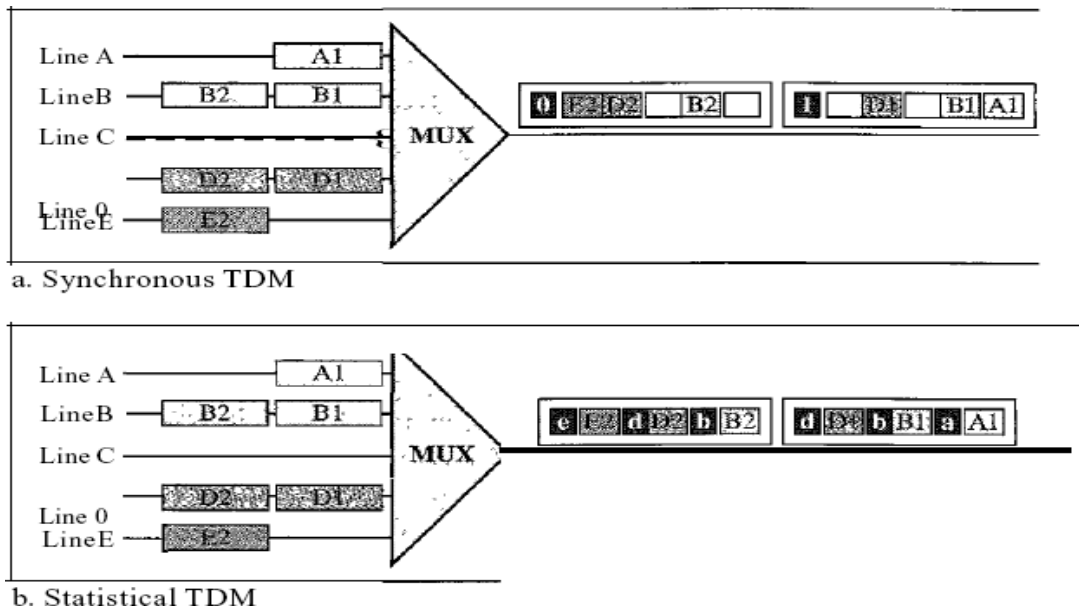 Line A A1
LineB B2 B1 0 E2 D2 B2 1 D1 B1 A1
Line C MUX
D2 D1
Line 0
LineE E2
a. Synchronous TDM
Line A A1
LineB B2 B1 e E2 d D2 b B2 d D1 b B1 a A1
Line C MUX
D2 D1
Line 0
LineE E2
b. Statistical TDM